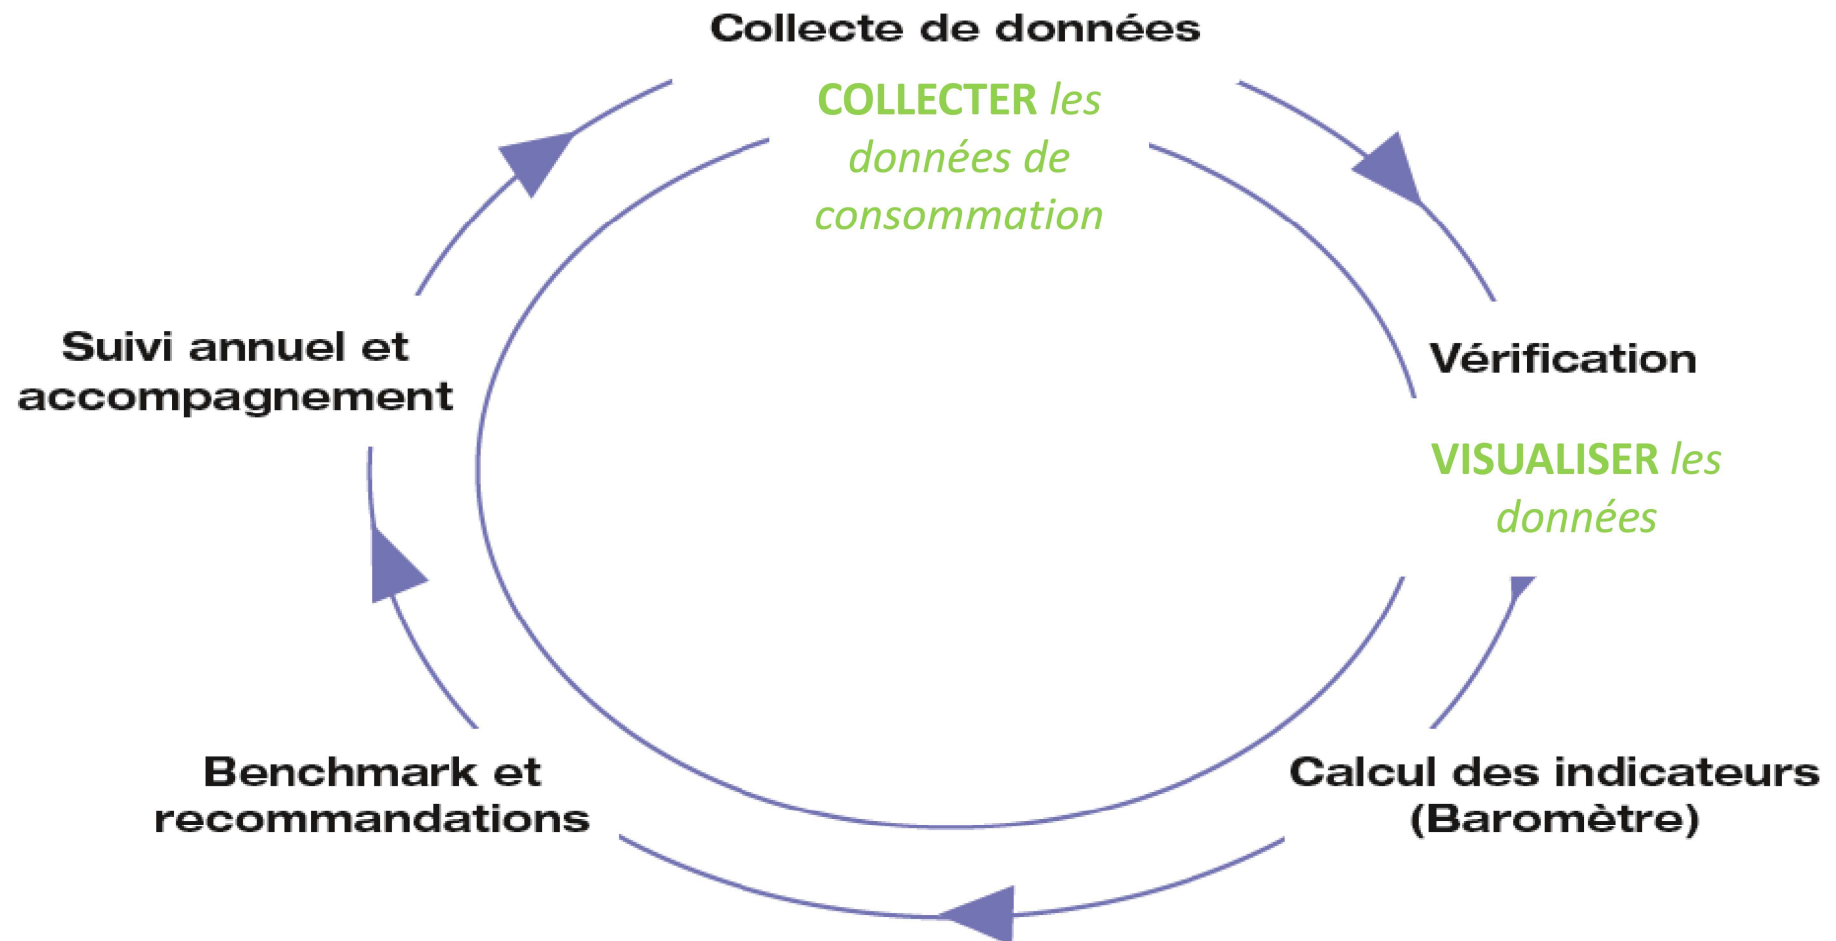 Collecte de données
COLLECTER les
données de
consommation
Vérification
VISUALISER les
données
Calcul des indicateurs
(Baromètre)
Benchmark et
recommandations
Suivi annuel et
accompagnement